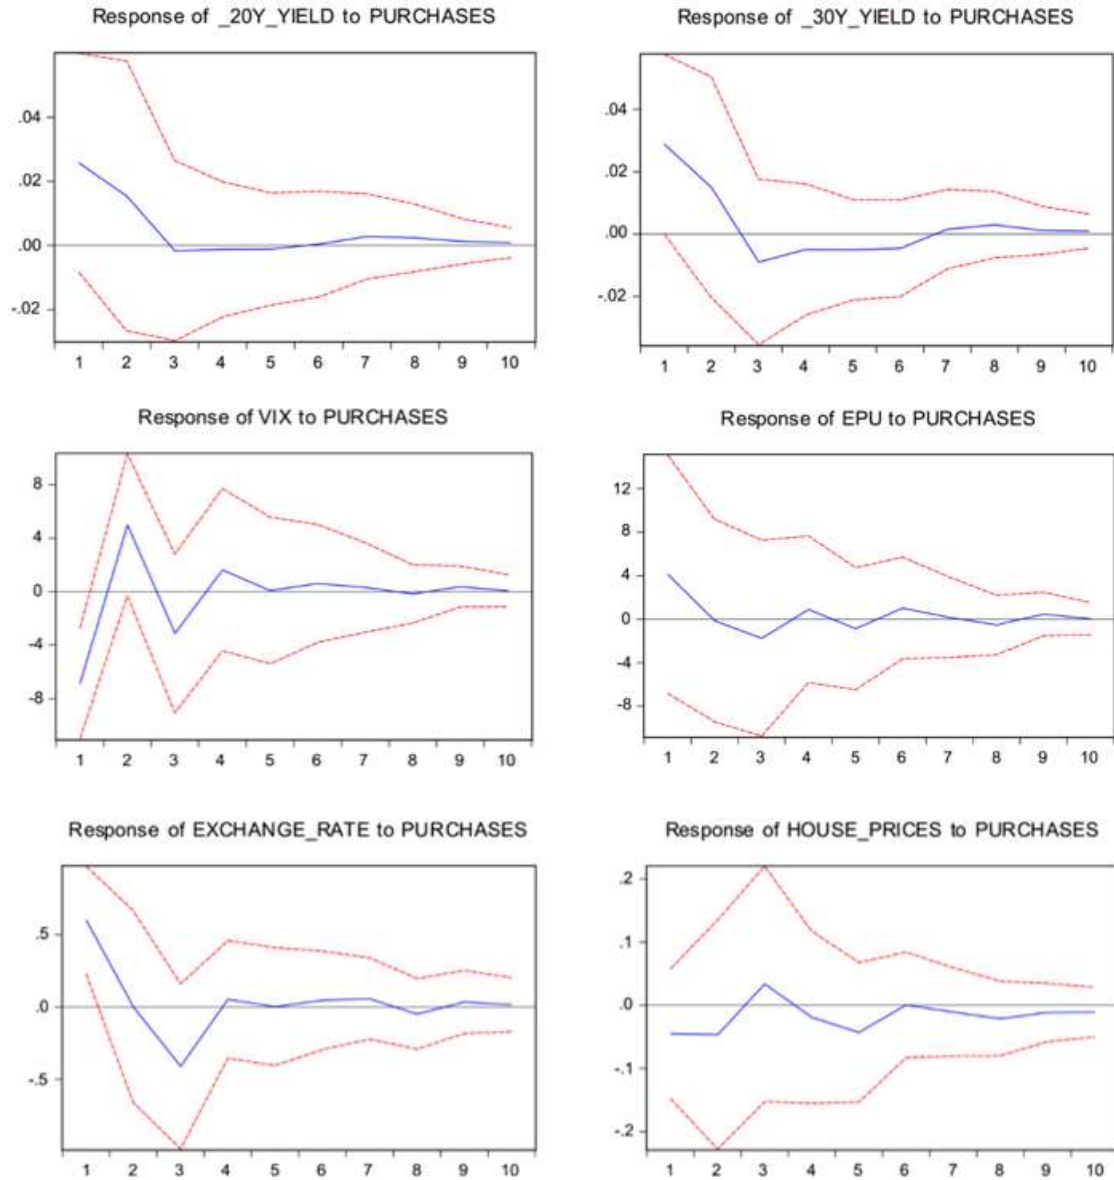 Response of _20Y_YIELD to PURCHASES
.04
.02
.00
-.02
1 2 3 4 5 6 7 8 9 10
Response of _30Y_YIELD to PURCHASES
.04
.02
.00
-.02
1 2 3 4 5 6 7 8 9 10
Response of VIX to PURCHASES
8
4
0
-4
-8
1 2 3 4 5 6 7 8 9 10
Response of EPU to PURCHASES
12
8
4
0
-4
-8
1 2 3 4 5 6 7 8 9 10
Response of EXCHANGE_RATE to PURCHASES
.5
.0
-.5
1 2 3 4 5 6 7 8 9 10
Response of HOUSE_PRICES to PURCHASES
.2
.1
.0
-.1
-.2
1 2 3 4 5 6 7 8 9 10